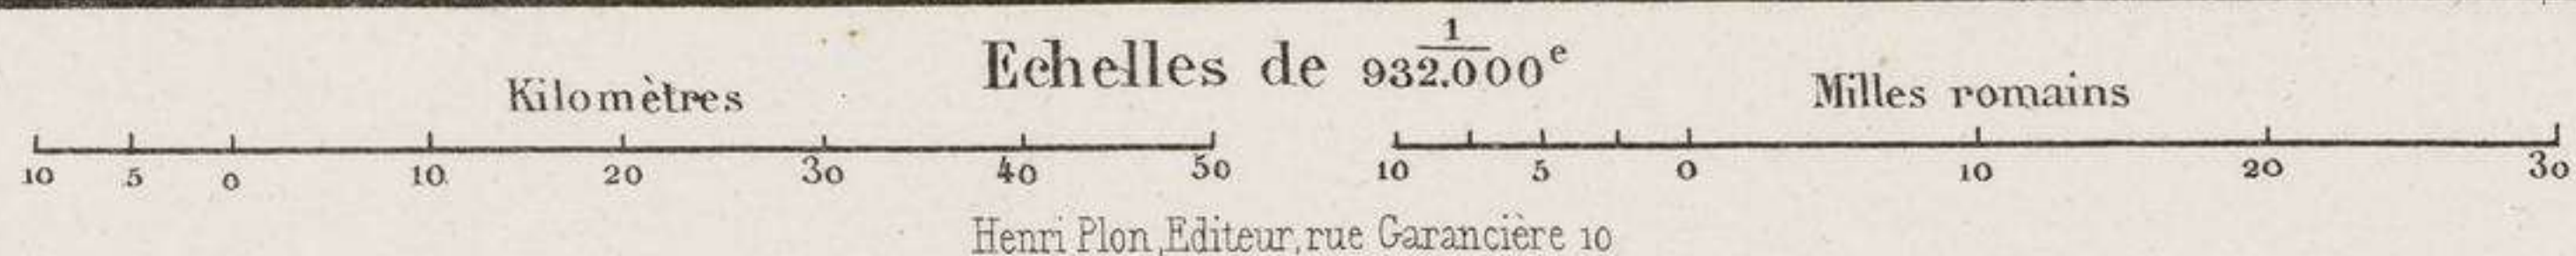 Echelles de 1/932.000e
Kilomètres
Milles romains
10 5 0 10 20 30 40 50
10 5 0 10 20 30
Henri Plon, Editeur, rue Garancière 10